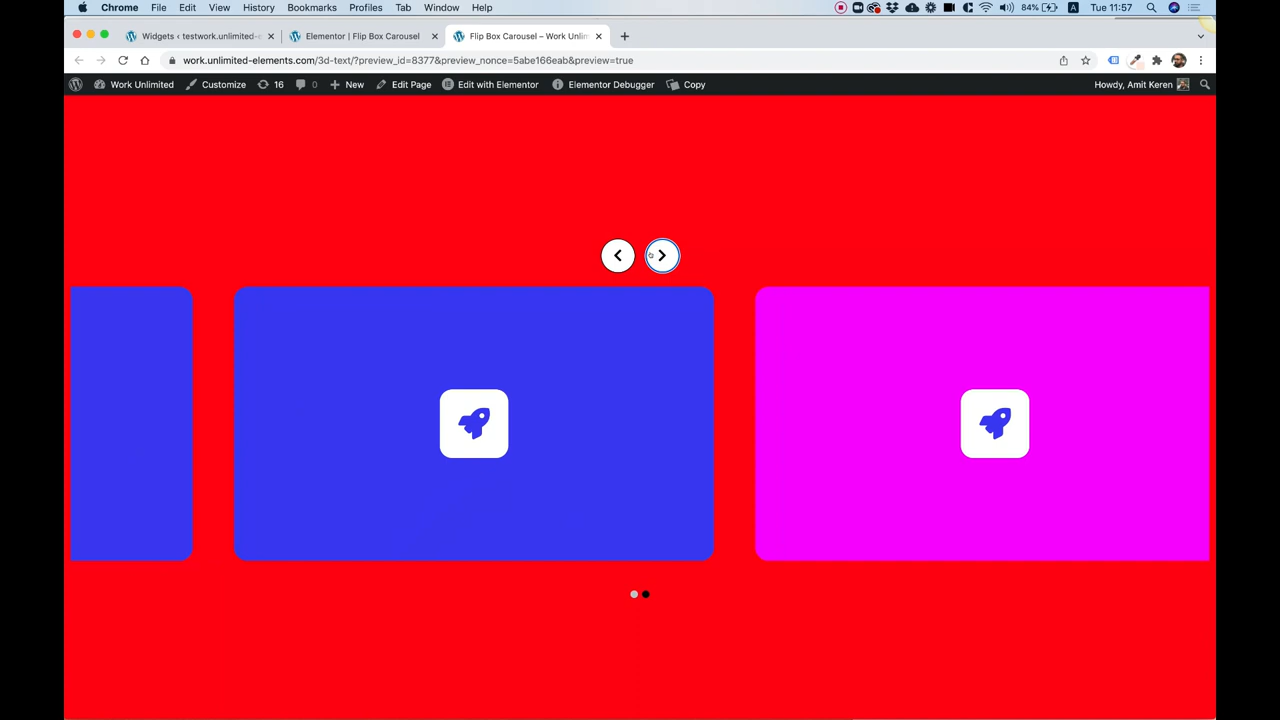 Chrome File Edit View History Bookmarks Profiles Tab Window Help 84% A Tue 11:57
Widgets ‹ testwork.unlimited-e Elementor | Flip Box Carousel Flip Box Carousel – Work Unlim
work.unlimited-elements.com/3d-text/?preview_id=8377&preview_nonce=5abe166eab&preview=true
Work Unlimited Customize 16 0 New Edit Page Edit with Elementor Elementor Debugger Copy Howdy, Amit Keren